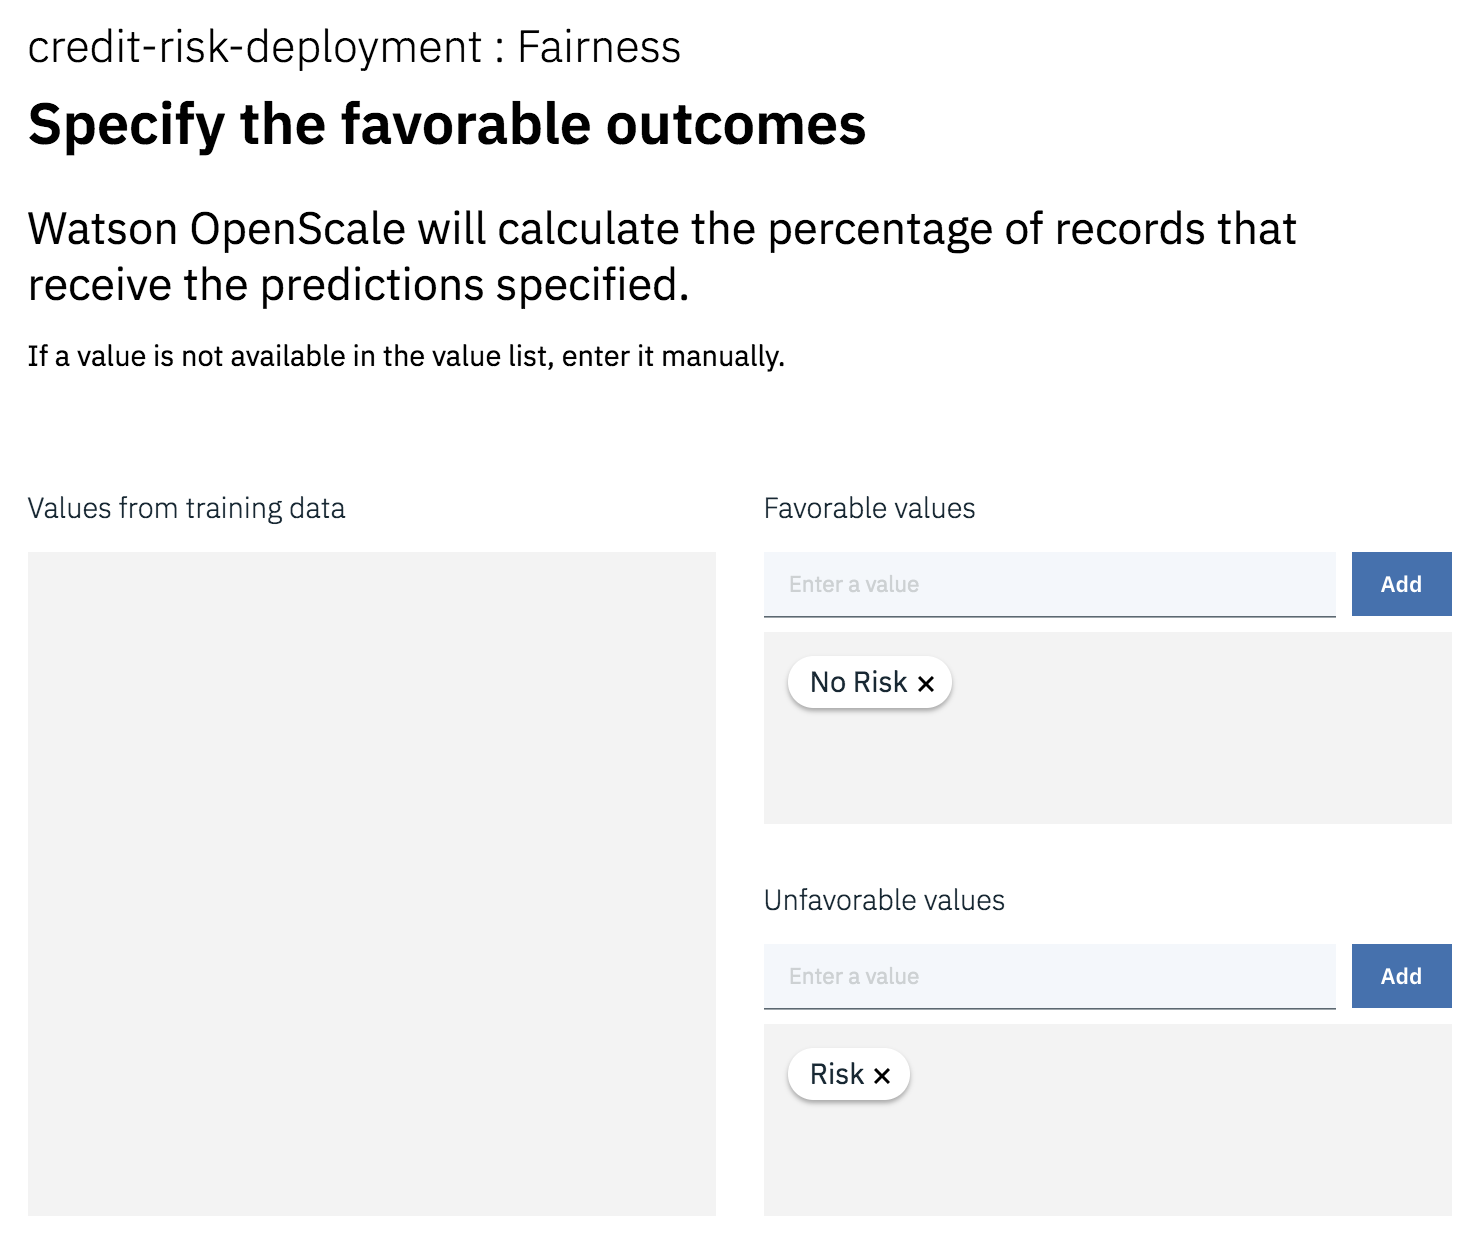 credit-risk-deployment : Fairness
Specify the favorable outcomes
Watson OpenScale will calculate the percentage of records that
receive the predictions specified.
If a value is not available in the value list, enter it manually.
Values from training data
Favorable values
Enter a value
Add
No Risk ×
Unfavorable values
Enter a value
Add
Risk ×